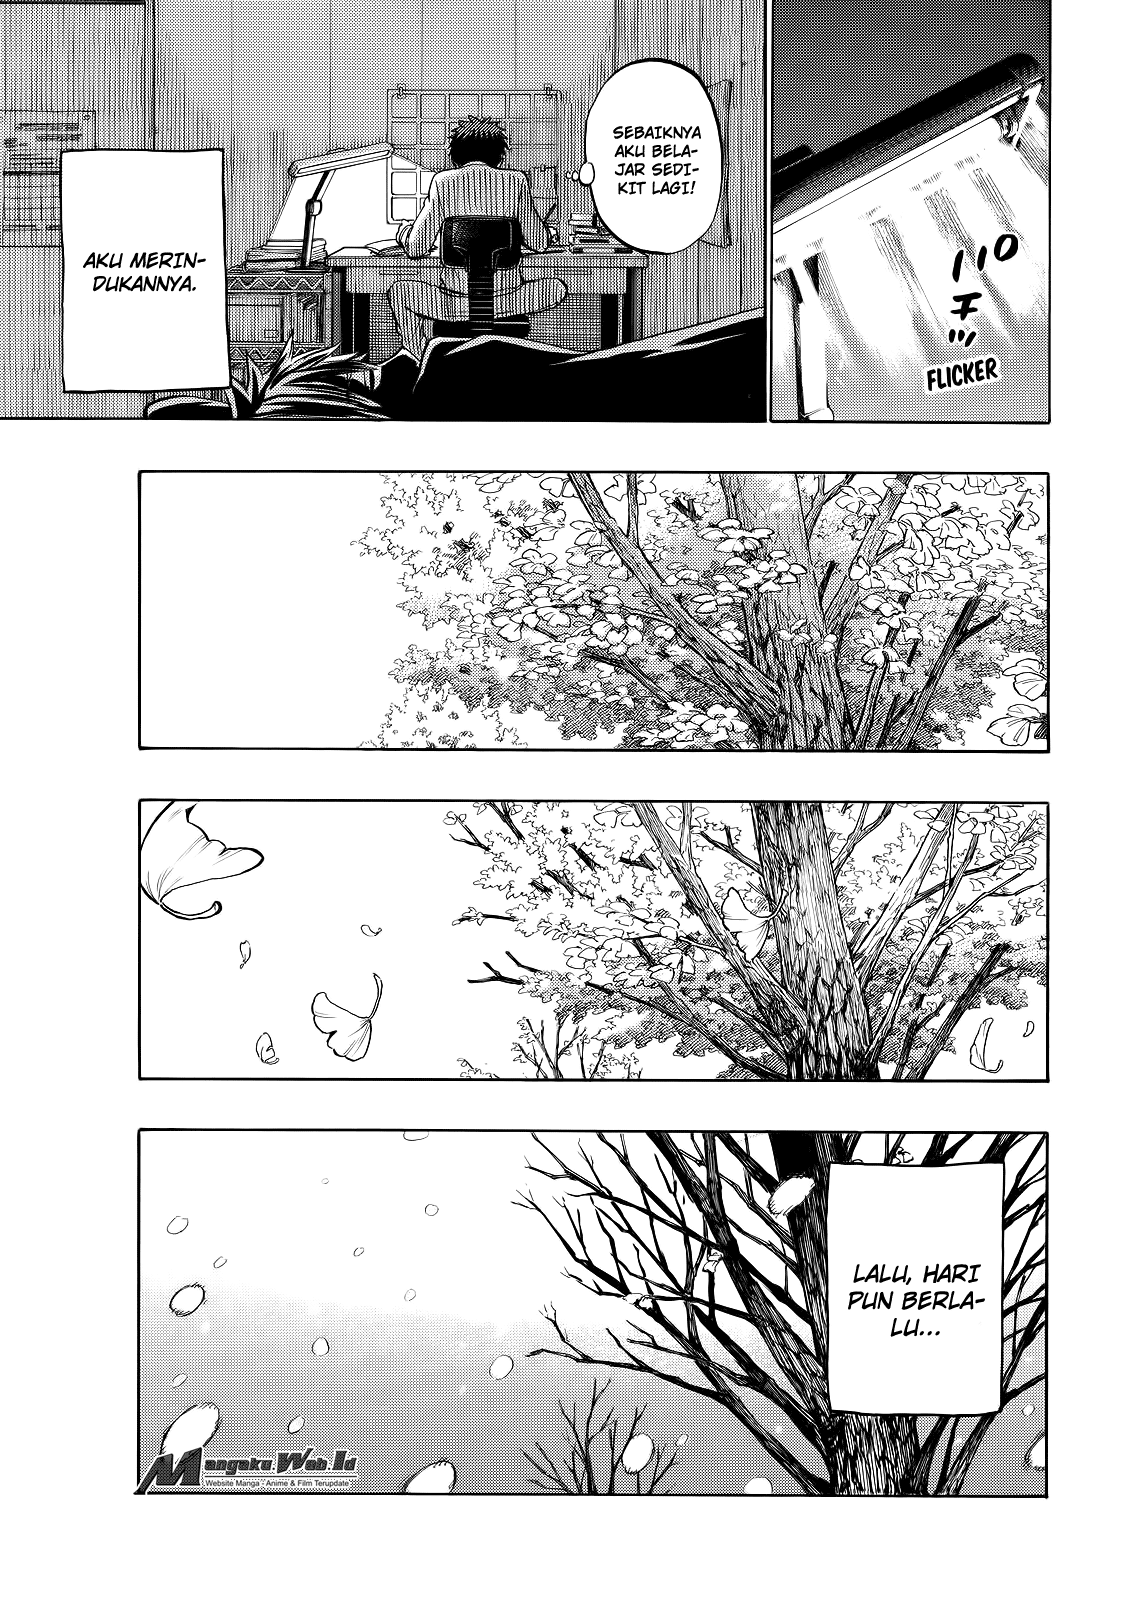 パチッ
FLICKER
SEBAIKNYA
AKU BELA-
JAR SEDI-
KIT LAGI!
AKU MERIN-
DUKANNYA.
LALU, HARI
PUN BERLA-
LU...
Mangaku.Web.Id
Website Manga - Anime & Film Terupdate